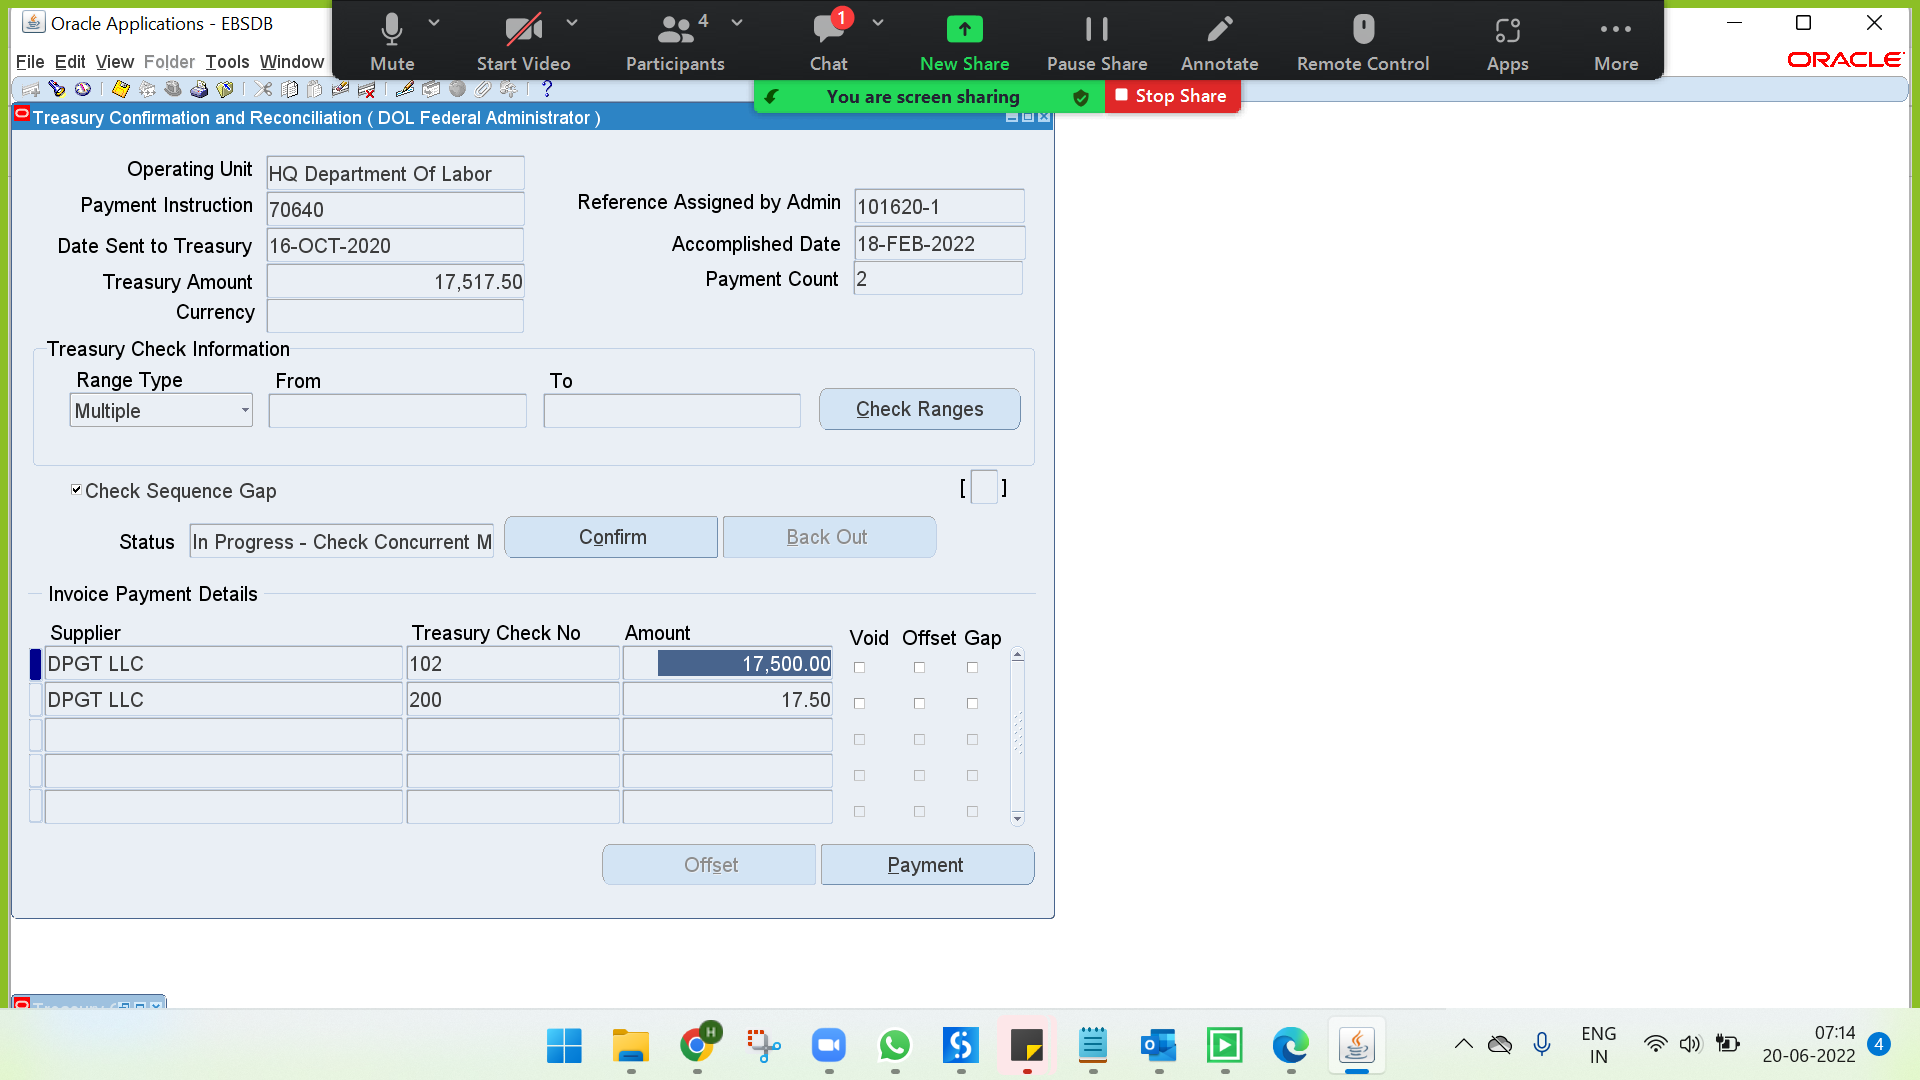 Oracle Applications - EBSDB
Mute
Start Video
4
Participants
1
Chat
New Share
Pause Share
Annotate
Remote Control
Apps
More
File Edit View Folder Tools Window
ORACLE
You are screen sharing
Stop Share
Treasury Confirmation and Reconciliation ( DOL Federal Administrator )
Operating Unit HQ Department Of Labor
Payment Instruction 70640
Reference Assigned by Admin 101620-1
Date Sent to Treasury 16-OCT-2020
Accomplished Date 18-FEB-2022
Treasury Amount 17,517.50
Payment Count 2
Currency
Treasury Check Information
Range Type From To
Multiple
Check Ranges
Check Sequence Gap
[ ]
Status In Progress - Check Concurrent M
Confirm
Back Out
Invoice Payment Details
Supplier Treasury Check No Amount Void Offset Gap
DPGT LLC 102 17,500.00
DPGT LLC 200 17.50
Offset
Payment
H
ENG
IN
07:14
20-06-2022
4